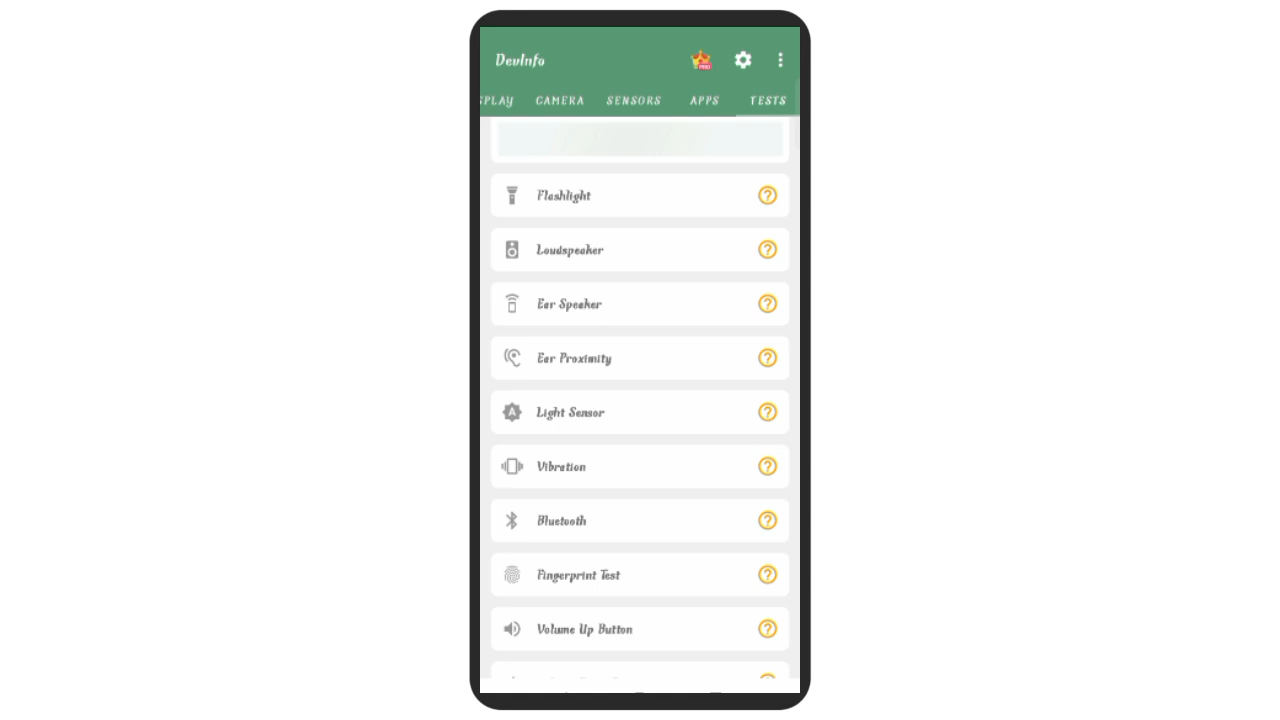 DevInfo
PRO
SPLAY CAMERA SENSORS APPS TESTS
Flashlight
Loudspeaker
Ear Speaker
Ear Proximity
Light Sensor
Vibration
Bluetooth
Fingerprint Test
Volume Up Button